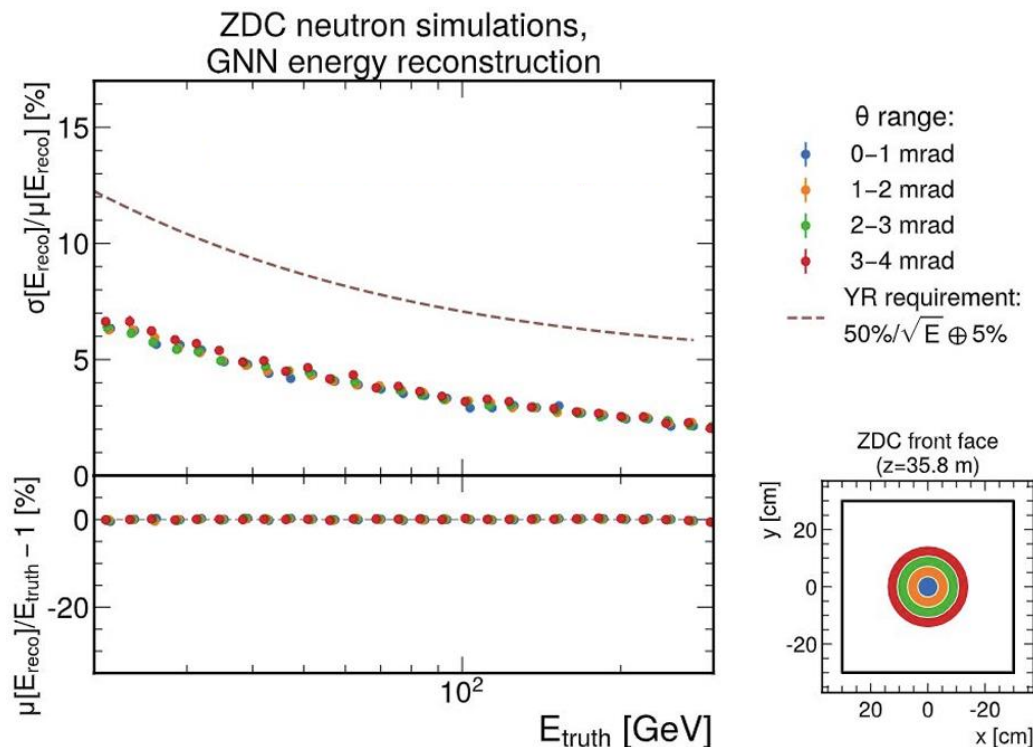 ZDC neutron simulations,
GNN energy reconstruction
σ[E_reco]/μ[E_reco] [%]
15
10
5
0
μ[E_reco]/E_truth − 1 [%]
0
-20
10²
E_truth [GeV]
θ range:
0−1 mrad
1−2 mrad
2−3 mrad
3−4 mrad
YR requirement:
50%/√E ⊕ 5%
ZDC front face
(z=35.8 m)
y [cm]
20
0
-20
20 0 -20
x [cm]